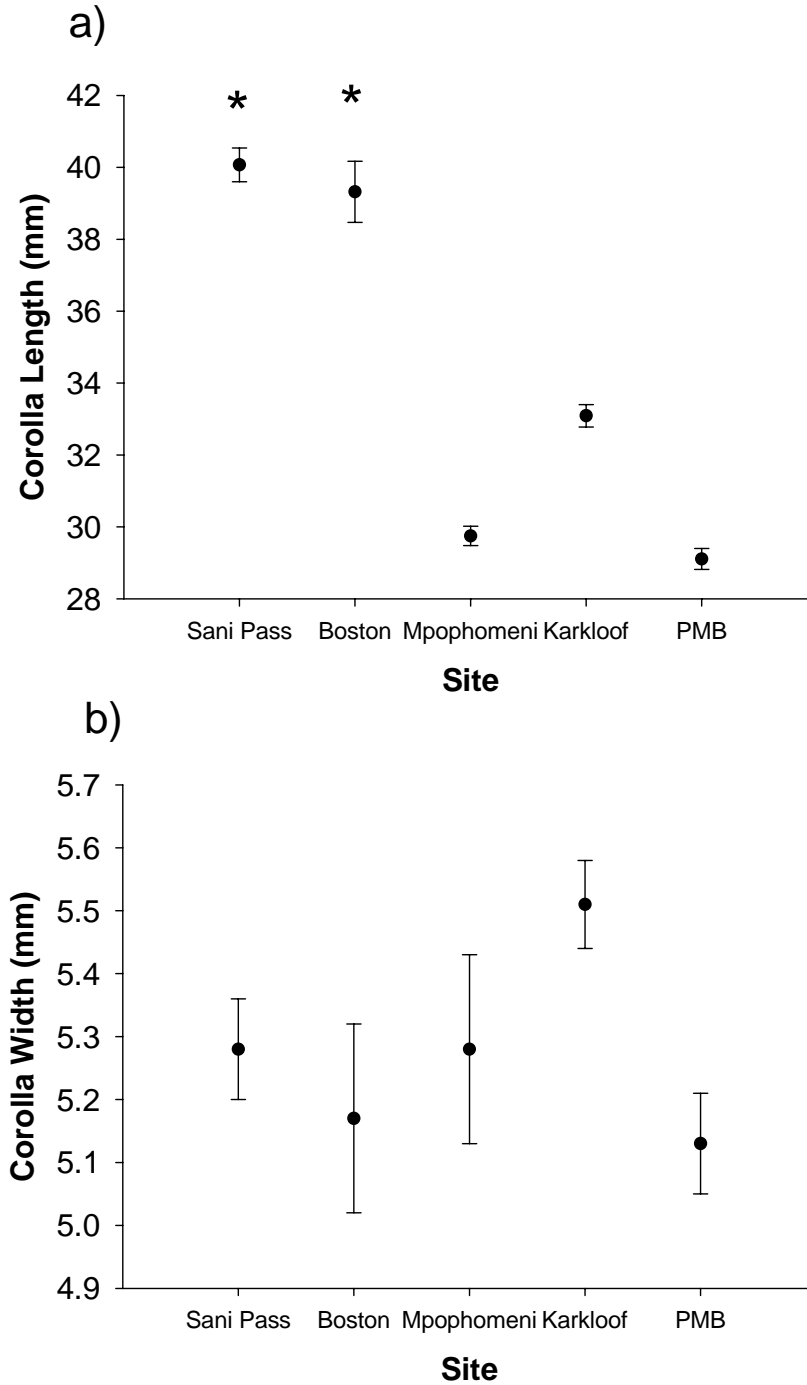 a)
* *
42
40
38
36
34
33
30
28
Corolla Length (mm)
Sani Pass Boston Mpophomeni Karkloof PMB
Site
b)
5.7
5.6
5.5
5.4
5.3
5.2
5.1
5.0
4.9
Corolla Width (mm)
Sani Pass Boston Mpophomeni Karkloof PMB
Site